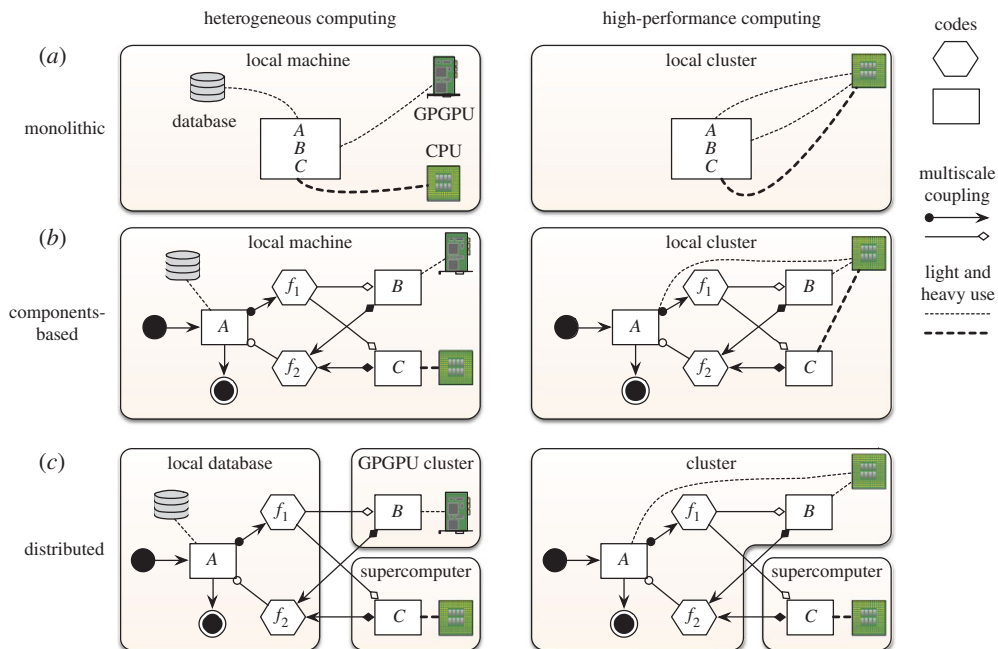 heterogeneous computing
high-performance computing
(a)
monolithic
local machine
database
A
B
C
GPGPU
CPU
local cluster
A
B
C
codes
multiscale
coupling
light and
heavy use
(b)
components-
based
local machine
A
f1
f2
B
C
local cluster
A
f1
f2
B
C
(c)
distributed
local database
A
f1
f2
GPGPU cluster
B
supercomputer
C
cluster
A
f1
f2
B
supercomputer
C